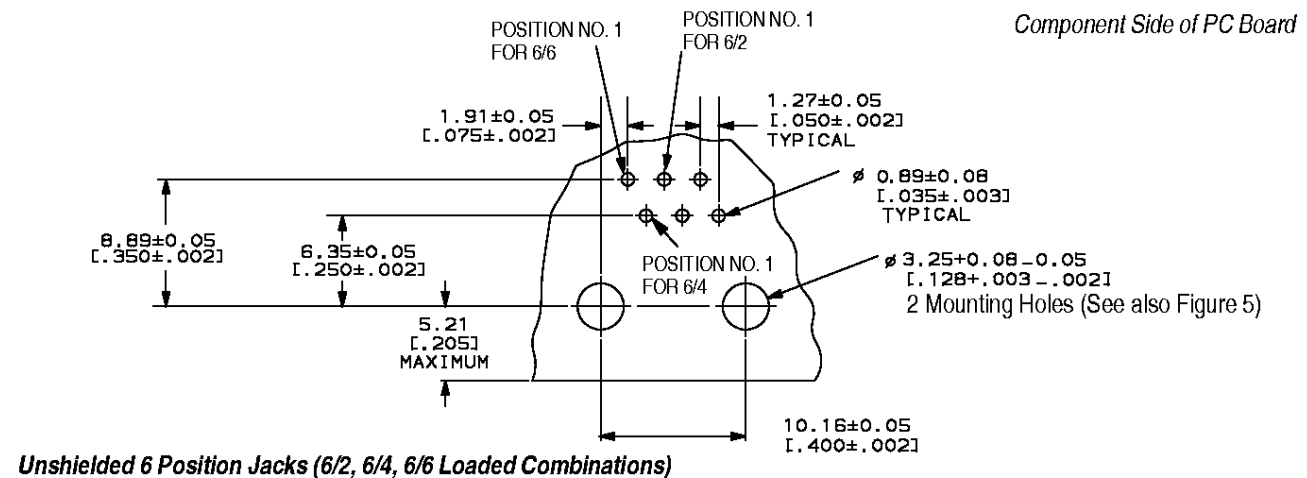 POSITION NO. 1
FOR 6/6
POSITION NO. 1
FOR 6/2
Component Side of PC Board
1.91±0.05
[.075±.002]
1.27±0.05
[.050±.002]
TYPICAL
ø 0.89±0.08
[.035±.003]
TYPICAL
8.89±0.05
[.350±.002]
6.35±0.05
[.250±.002]
POSITION NO. 1
FOR 6/4
ø 3.25+0.08-0.05
[.128+.003-.002]
2 Mounting Holes (See also Figure 5)
5.21
[.205]
MAXIMUM
10.16±0.05
[.400±.002]
Unshielded 6 Position Jacks (6/2, 6/4, 6/6 Loaded Combinations)